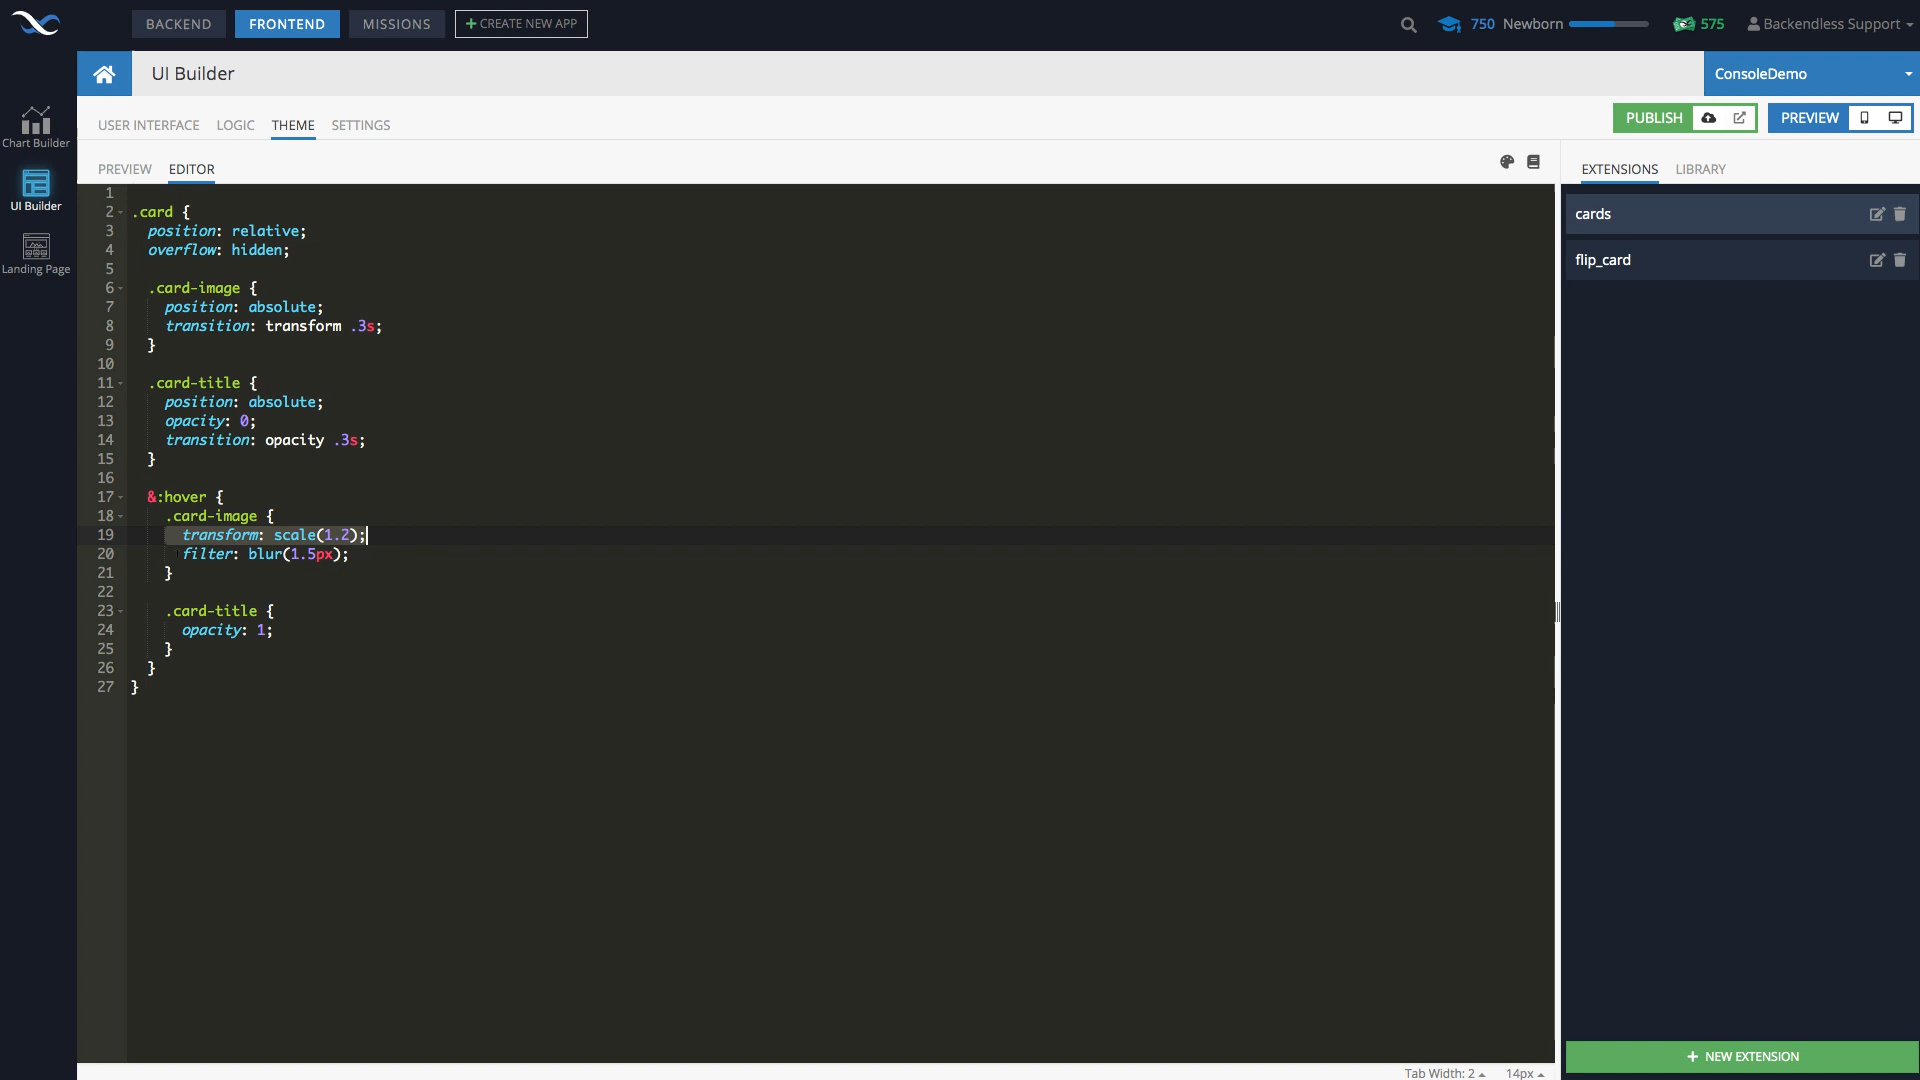 BACKEND FRONTEND MISSIONS + CREATE NEW APP 750 Newborn 575 Backendless Support
UI Builder ConsoleDemo
Chart Builder
UI Builder
Landing Page
USER INTERFACE LOGIC THEME SETTINGS PUBLISH PREVIEW
PREVIEW EDITOR EXTENSIONS LIBRARY
1
2 .card {
3 position: relative;
4 overflow: hidden;
5
6 .card-image {
7 position: absolute;
8 transition: transform .3s;
9 }
10
11 .card-title {
12 position: absolute;
13 opacity: 0;
14 transition: opacity .3s;
15 }
16
17 &:hover {
18 .card-image {
19 transform: scale(1.2);
20 filter: blur(1.5px);
21 }
22
23 .card-title {
24 opacity: 1;
25 }
26 }
27 }
cards
flip_card
+ NEW EXTENSION
Tab Width: 2 14px